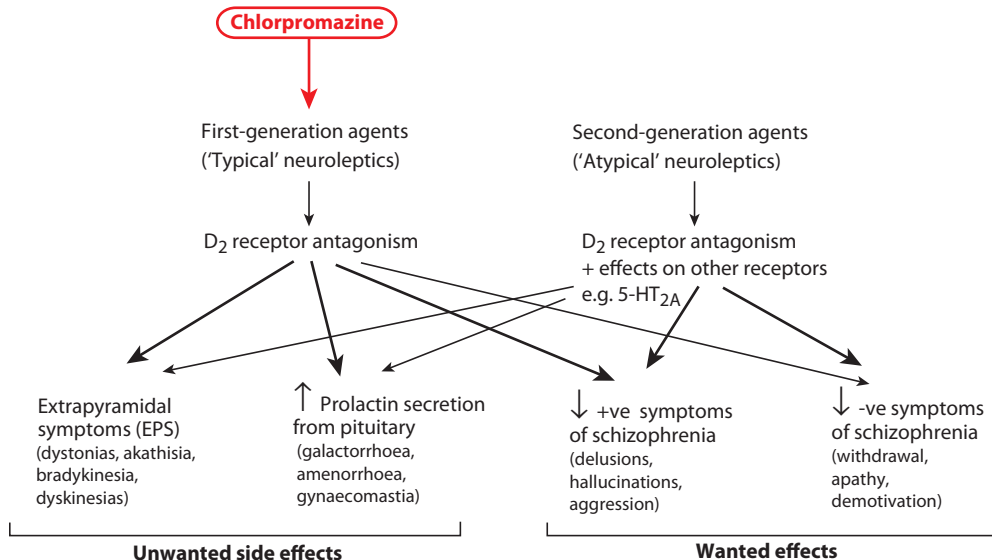 Chlorpromazine
First-generation agents
('Typical' neuroleptics)
Second-generation agents
('Atypical' neuroleptics)
D2 receptor antagonism
D2 receptor antagonism
+ effects on other receptors
e.g. 5-HT2A
Extrapyramidal
symptoms (EPS)
(dystonias, akathisia,
bradykinesia,
dyskinesias)
↑ Prolactin secretion
from pituitary
(galactorrhoea,
amenorrhoea,
gynaecomastia)
↓ +ve symptoms
of schizophrenia
(delusions,
hallucinations,
aggression)
↓ -ve symptoms
of schizophrenia
(withdrawal,
apathy,
demotivation)
Unwanted side effects
Wanted effects